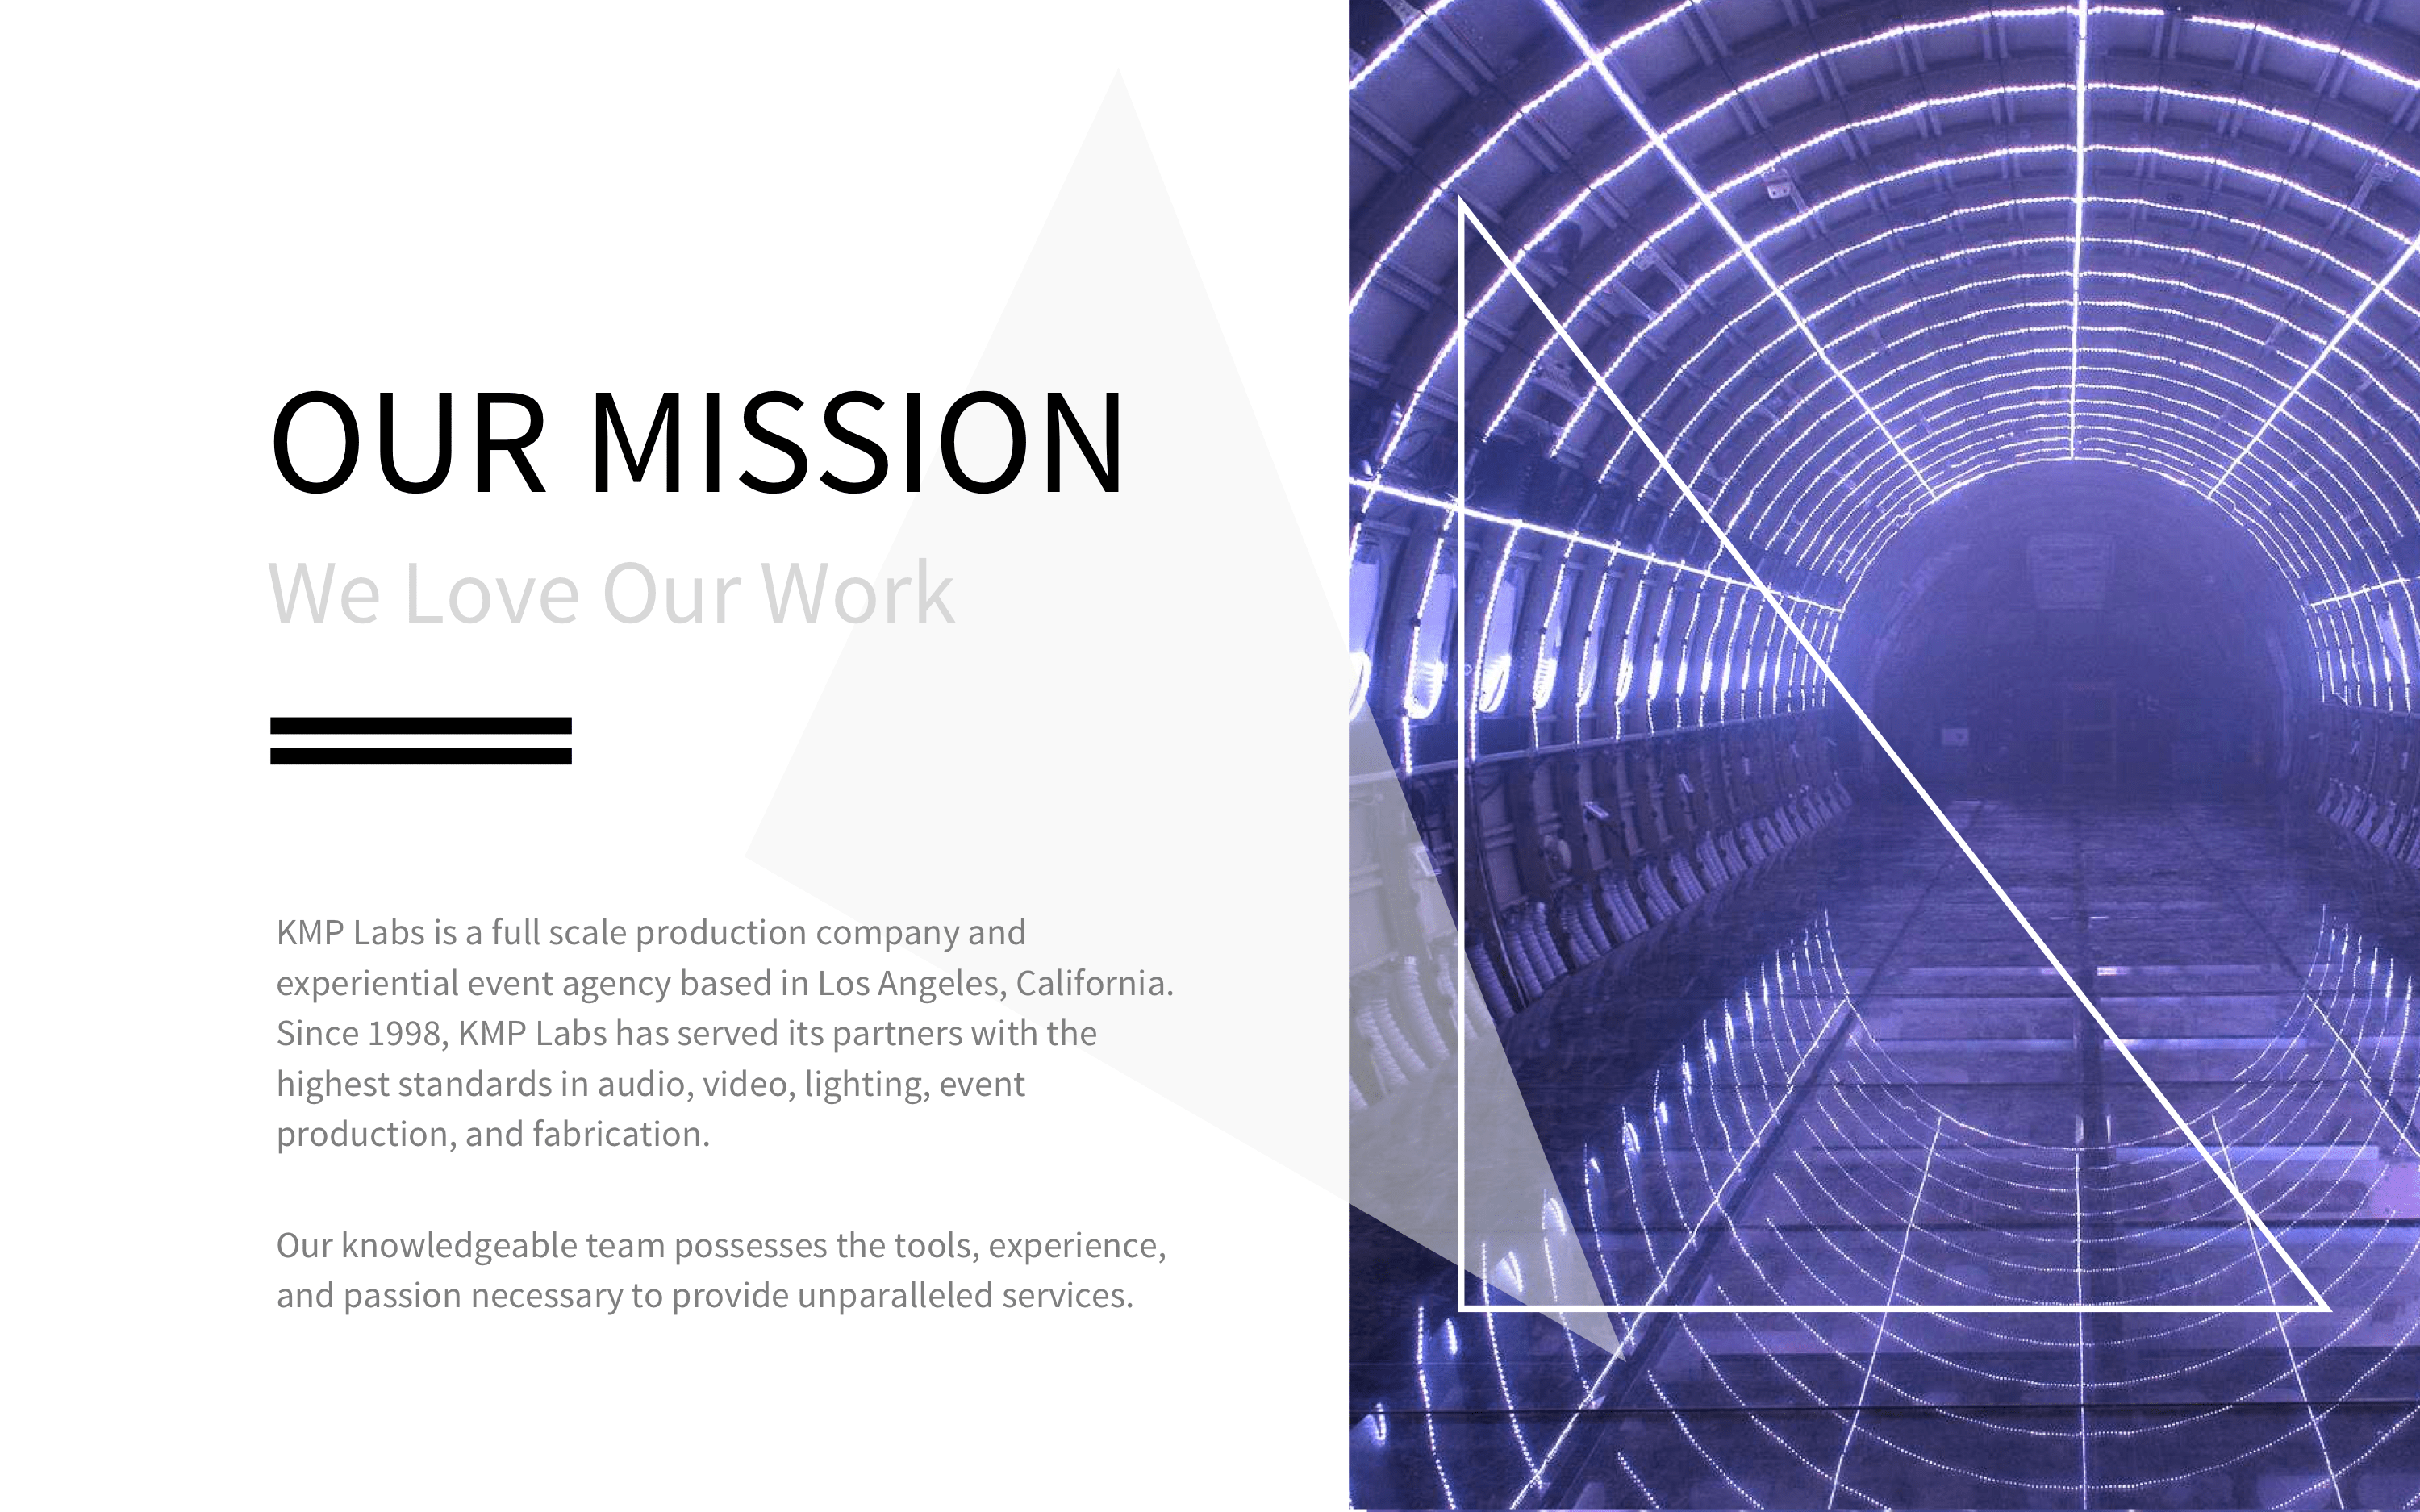 OUR MISSION
We Love Our Work
KMP Labs is a full scale production company and
experiential event agency based in Los Angeles, California.
Since 1998, KMP Labs has served its partners with the
highest standards in audio, video, lighting, event
production, and fabrication.
Our knowledgeable team possesses the tools, experience,
and passion necessary to provide unparalleled services.